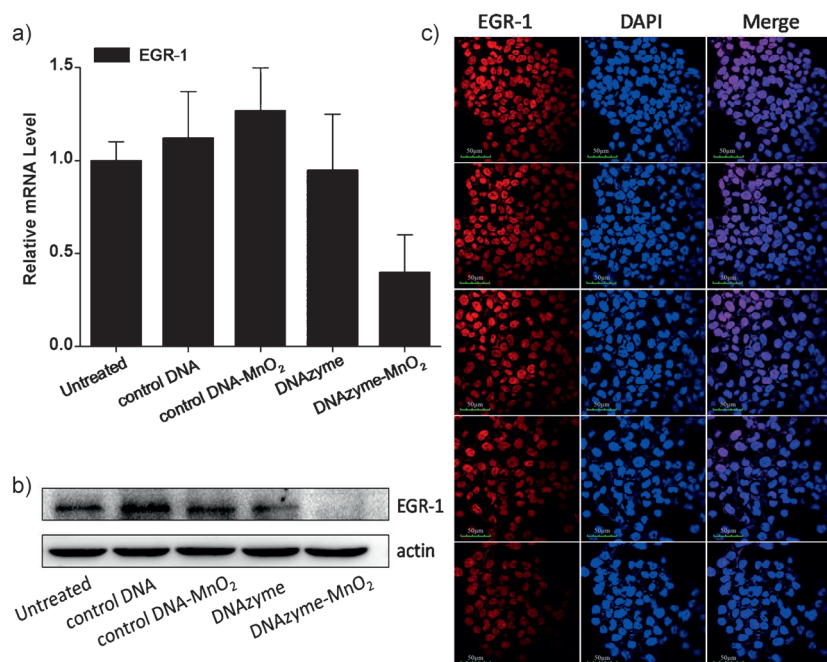 a)
EGR-1
1.5
1.0
0.5
0.0
Relative mRNA Level
Untreated
control DNA
control DNA-MnO₂
DNAzyme
DNAzyme-MnO₂
b)
EGR-1
actin
Untreated
control DNA
control DNA-MnO₂
DNAzyme
DNAzyme-MnO₂
c)
EGR-1 DAPI Merge
50μm 50μm 50μm
50μm 50μm 50μm
50μm 50μm 50μm
50μm 50μm 50μm
50μm 50μm 50μm